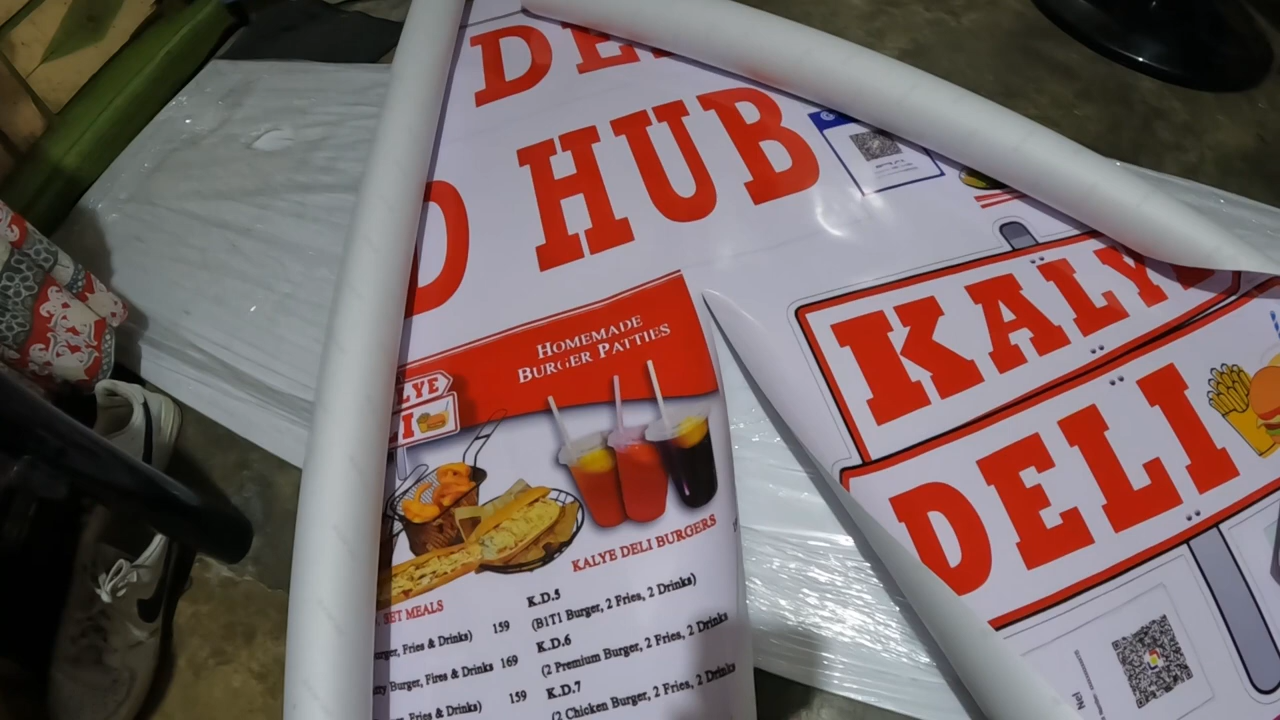 D
HUB
HOMEMADE
BURGER PATTIES
LYE
LI
KALYE
DELI
KALYE DELI BURGERS
SET MEALS
Fries & Drinks) 159
Burger, Fires & Drinks 169
Fries & Drinks) 159
K.D.5
(B1T1 Burger, 2 Fries, 2 Drinks)
K.D.6
(2 Premium Burger, 2 Fries, 2 Drinks
K.D.7
(2 Chicken Burger, 2 Fries, 2 Drinks